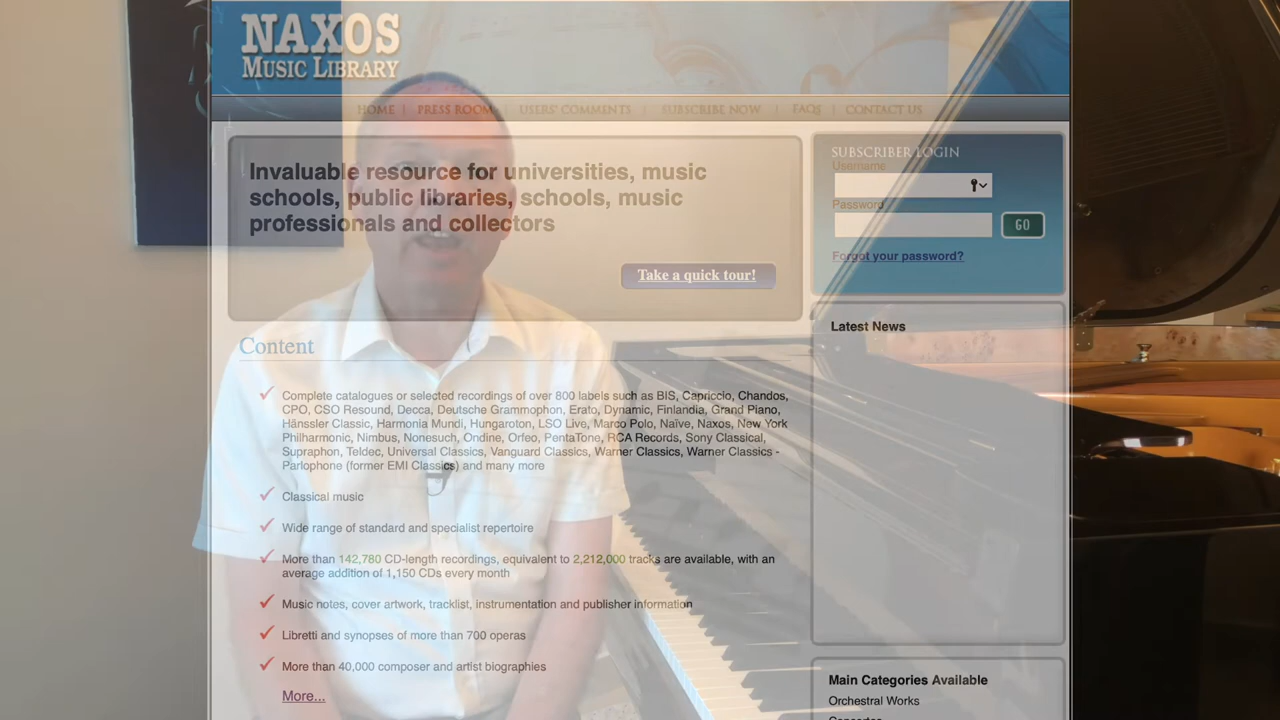 NAXOS
MUSIC LIBRARY
HOME | PRESS ROOM | USERS' COMMENTS | SUBSCRIBE NOW | FAQS | CONTACT US
Invaluable resource for universities, music
schools, public libraries, schools, music
professionals and collectors
Take a quick tour!
SUBSCRIBER LOGIN
Username
Password
GO
Forgot your password?
Latest News
Content
Complete catalogues or selected recordings of over 800 labels such as BIS, Capriccio, Chandos,
CPO, CSO Resound, Decca, Deutsche Grammophon, Erato, Dynamic, Finlandia, Grand Piano,
Hänssler Classic, Harmonia Mundi, Hungaroton, LSO Live, Marco Polo, Naïve, Naxos, New York
Philharmonic, Nimbus, Nonesuch, Ondine, Orfeo, PentaTone, RCA Records, Sony Classical,
Supraphon, Teldec, Universal Classics, Vanguard Classics, Warner Classics, Warner Classics -
Parlophone (former EMI Classics) and many more
Classical music
Wide range of standard and specialist repertoire
More than 142,780 CD-length recordings, equivalent to 2,212,000 tracks are available, with an
average addition of 1,150 CDs every month
Music notes, cover artwork, tracklist, instrumentation and publisher information
Libretti and synopses of more than 700 operas
More than 40,000 composer and artist biographies
More...
Main Categories Available
Orchestral Works